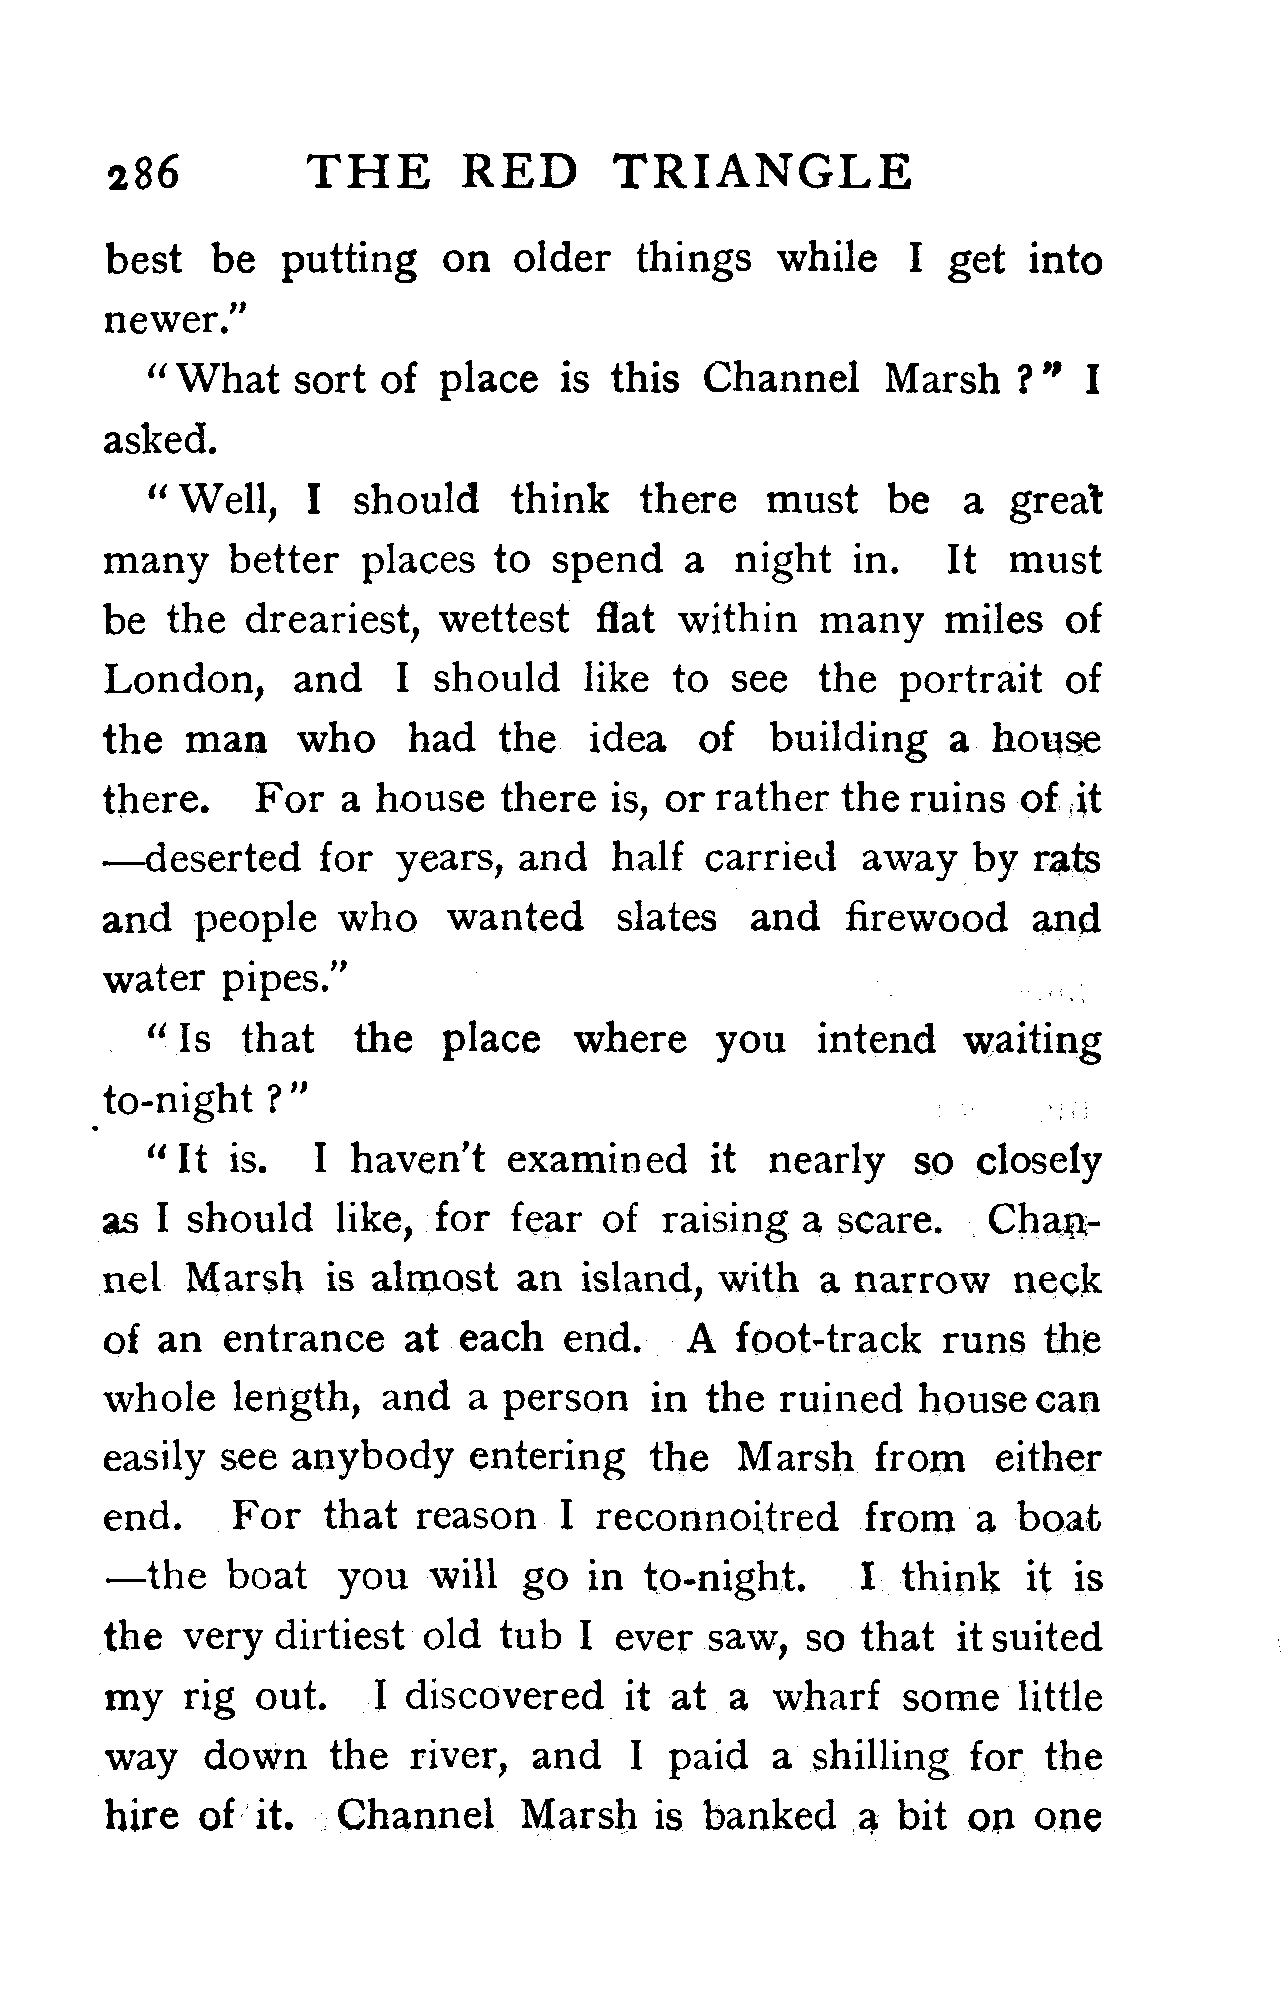 286 THE RED TRIANGLE
best be putting on older things while I get into
newer."
"What sort of place is this Channel Marsh ?" I
asked.
"Well, I should think there must be a great
many better places to spend a night in. It must
be the dreariest, wettest flat within many miles of
London, and I should like to see the portrait of
the man who had the idea of building a house
there. For a house there is, or rather the ruins of it
—deserted for years, and half carried away by rats
and people who wanted slates and firewood and
water pipes."
"Is that the place where you intend waiting
to-night ?"
"It is. I haven't examined it nearly so closely
as I should like, for fear of raising a scare. Chan-
nel Marsh is almost an island, with a narrow neck
of an entrance at each end. A foot-track runs the
whole length, and a person in the ruined house can
easily see anybody entering the Marsh from either
end. For that reason I reconnoitred from a boat
—the boat you will go in to-night. I think it is
the very dirtiest old tub I ever saw, so that it suited
my rig out. I discovered it at a wharf some little
way down the river, and I paid a shilling for the
hire of it. Channel Marsh is banked a bit on one